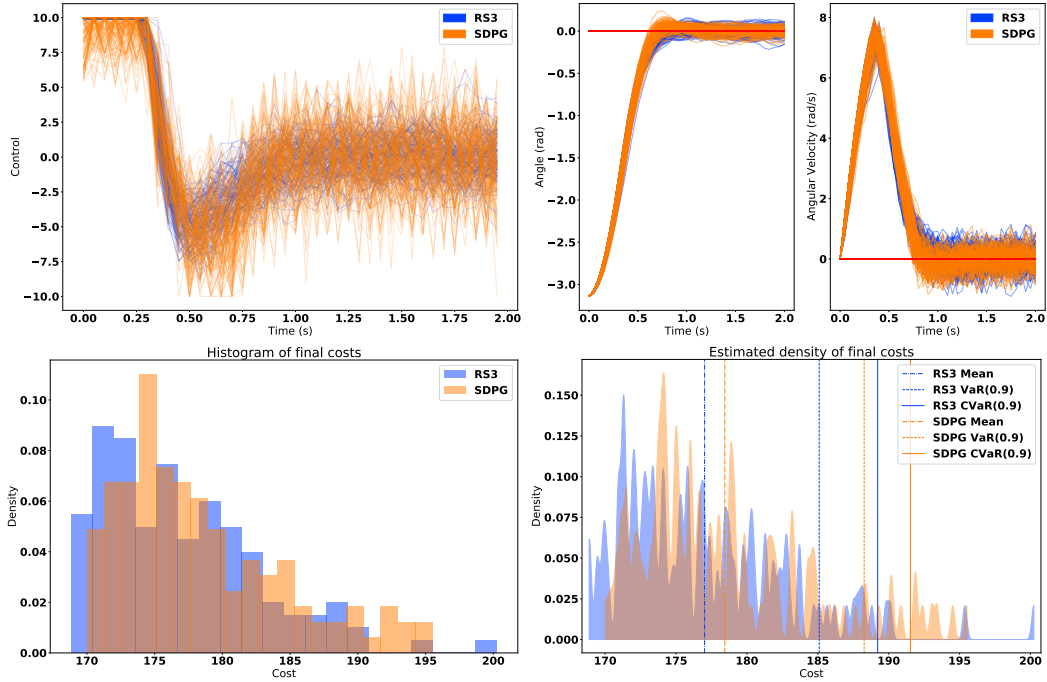 RS3
SDPG
10.0
7.5
5.0
2.5
0.0
−2.5
−5.0
−7.5
−10.0
Control
0.00 0.25 0.50 0.75 1.00 1.25 1.50 1.75 2.00
Time (s)
0.0
−0.5
−1.0
−1.5
−2.0
−2.5
−3.0
Angle (rad)
0.0 0.5 1.0 1.5 2.0
Time (s)
RS3
SDPG
8
6
4
2
0
Angular Velocity (rad/s)
0.0 0.5 1.0 1.5 2.0
Time (s)
Histogram of final costs
RS3
SDPG
0.10
0.08
0.06
0.04
0.02
0.00
Density
170 175 180 185 190 195 200
Cost
Estimated density of final costs
RS3 Mean
RS3 VaR(0.9)
RS3 CVaR(0.9)
SDPG Mean
SDPG VaR(0.9)
SDPG CVaR(0.9)
0.150
0.125
0.100
0.075
0.050
0.025
0.000
Density
170 175 180 185 190 195 200
Cost